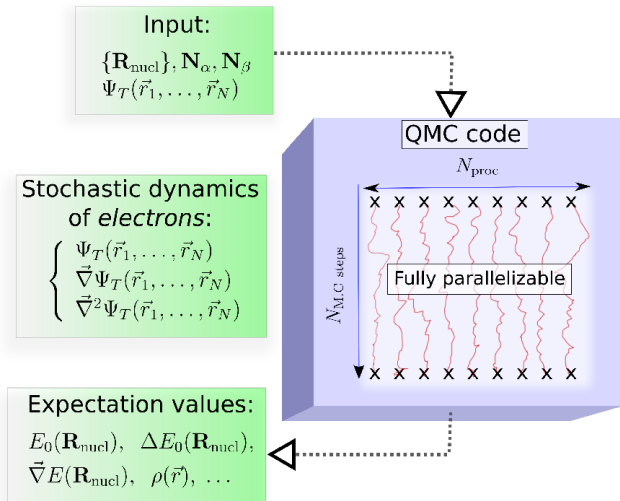 Input:
{R_nucl}, N_α, N_β
Ψ_T(r⃗_1, . . . , r⃗_N)
QMC code
N_proc
x x x x x x x x x
Stochastic dynamics
of electrons:
Ψ_T(r⃗_1, . . . , r⃗_N)
∇⃗Ψ_T(r⃗_1, . . . , r⃗_N)
∇⃗²Ψ_T(r⃗_1, . . . , r⃗_N)
N_M.C steps
Fully parallelizable
x x x x x x x x x
Expectation values:
E_0(R_nucl), ΔE_0(R_nucl),
∇⃗E(R_nucl), ρ(r⃗), . . .